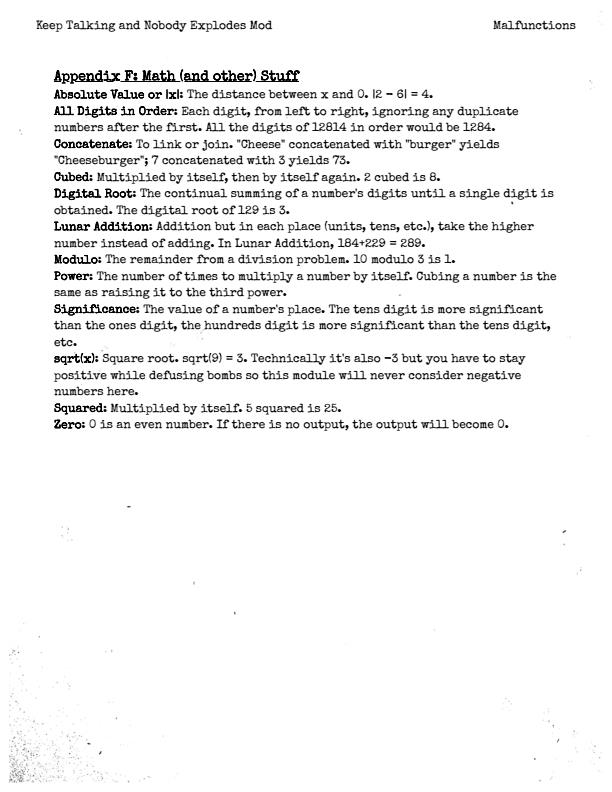 Keep Talking and Nobody Explodes Mod
Malfunctions
Appendix F: Math (and other) Stuff
Absolute Value or |x|: The distance between x and 0. |2 - 6| = 4.
All Digits in Order: Each digit, from left to right, ignoring any duplicate
numbers after the first. All the digits of 12814 in order would be 1284.
Concatenate: To link or join. "Cheese" concatenated with "burger" yields
"Cheeseburger"; 7 concatenated with 3 yields 73.
Cubed: Multiplied by itself, then by itself again. 2 cubed is 8.
Digital Root: The continual summing of a number's digits until a single digit is
obtained. The digital root of 129 is 3.
Lunar Addition: Addition but in each place (units, tens, etc.), take the higher
number instead of adding. In Lunar Addition, 184+229 = 289.
Modulo: The remainder from a division problem. 10 modulo 3 is 1.
Power: The number of times to multiply a number by itself. Cubing a number is the
same as raising it to the third power.
Significance: The value of a number's place. The tens digit is more significant
than the ones digit, the hundreds digit is more significant than the tens digit,
etc.
sqrt(x): Square root. sqrt(9) = 3. Technically it's also -3 but you have to stay
positive while defusing bombs so this module will never consider negative
numbers here.
Squared: Multiplied by itself. 5 squared is 25.
Zero: 0 is an even number. If there is no output, the output will become 0.